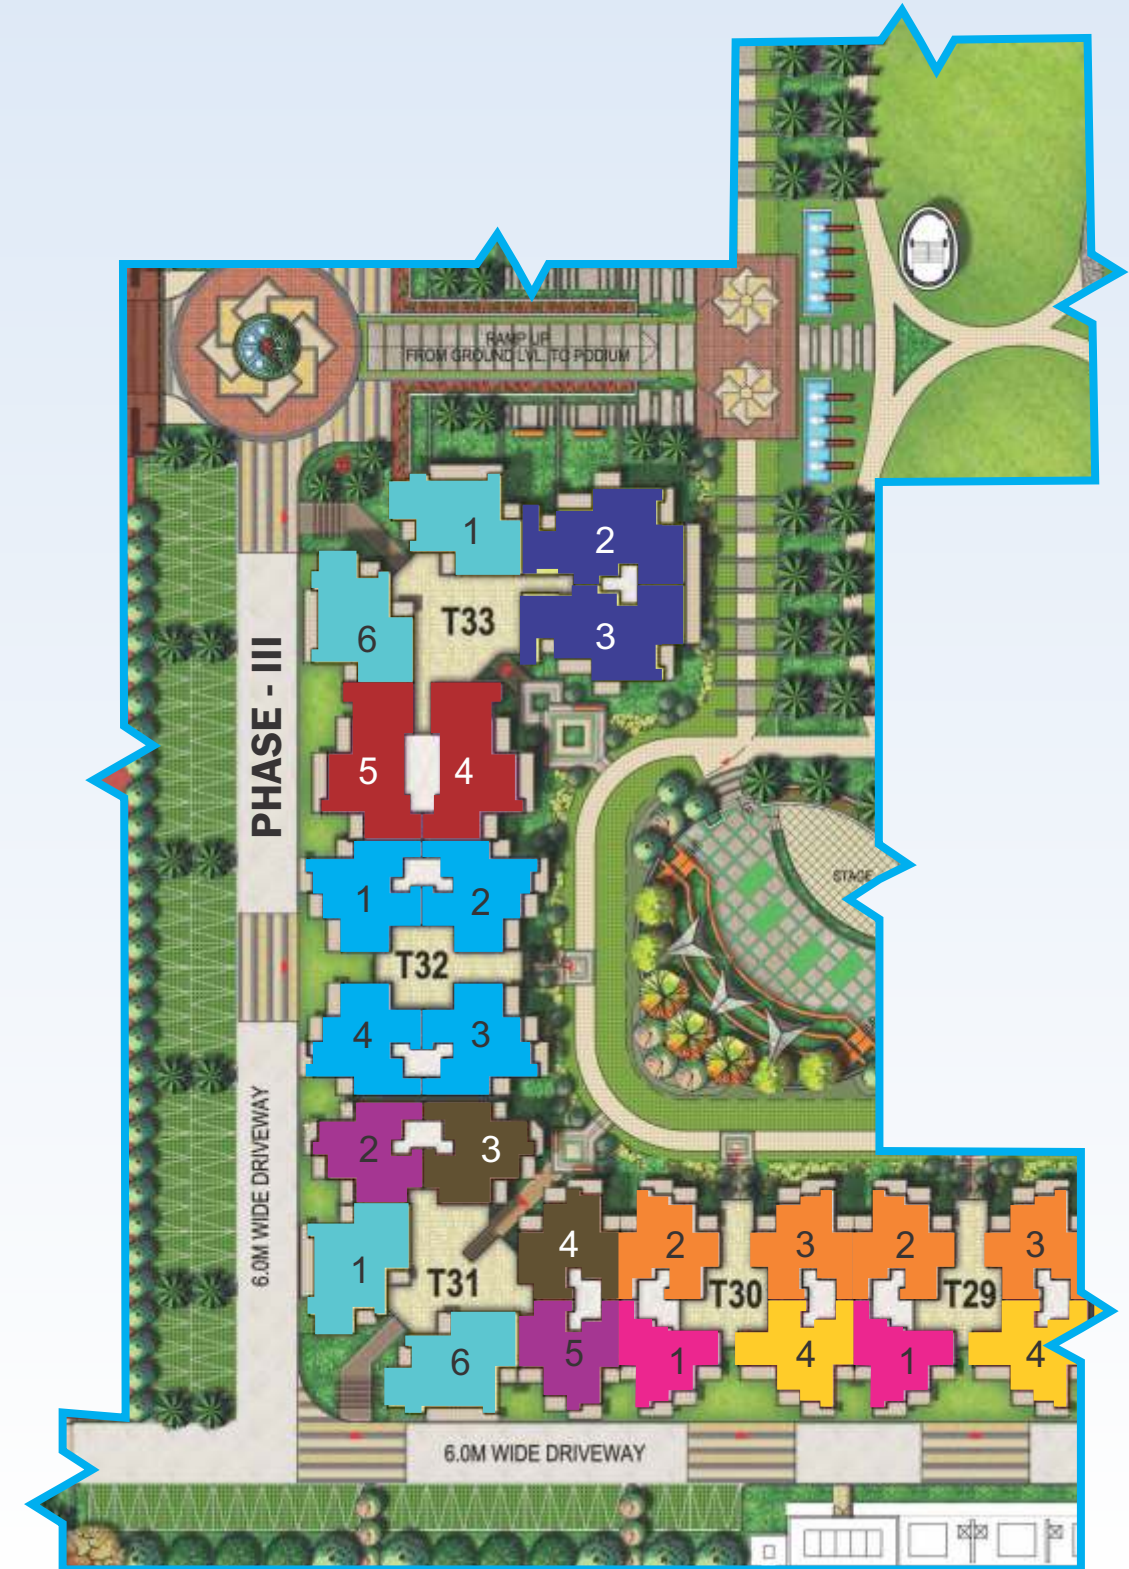 RAMP UP
FROM GROUND LVL. TO PODIUM
1
2
T33
6
3
PHASE - III
5
4
STAGE
1
2
T32
4
3
2
3
6.0M WIDE DRIVEWAY
1
T31
4
2
3
2
3
T30
T29
6
5
1
4
1
4
6.0M WIDE DRIVEWAY